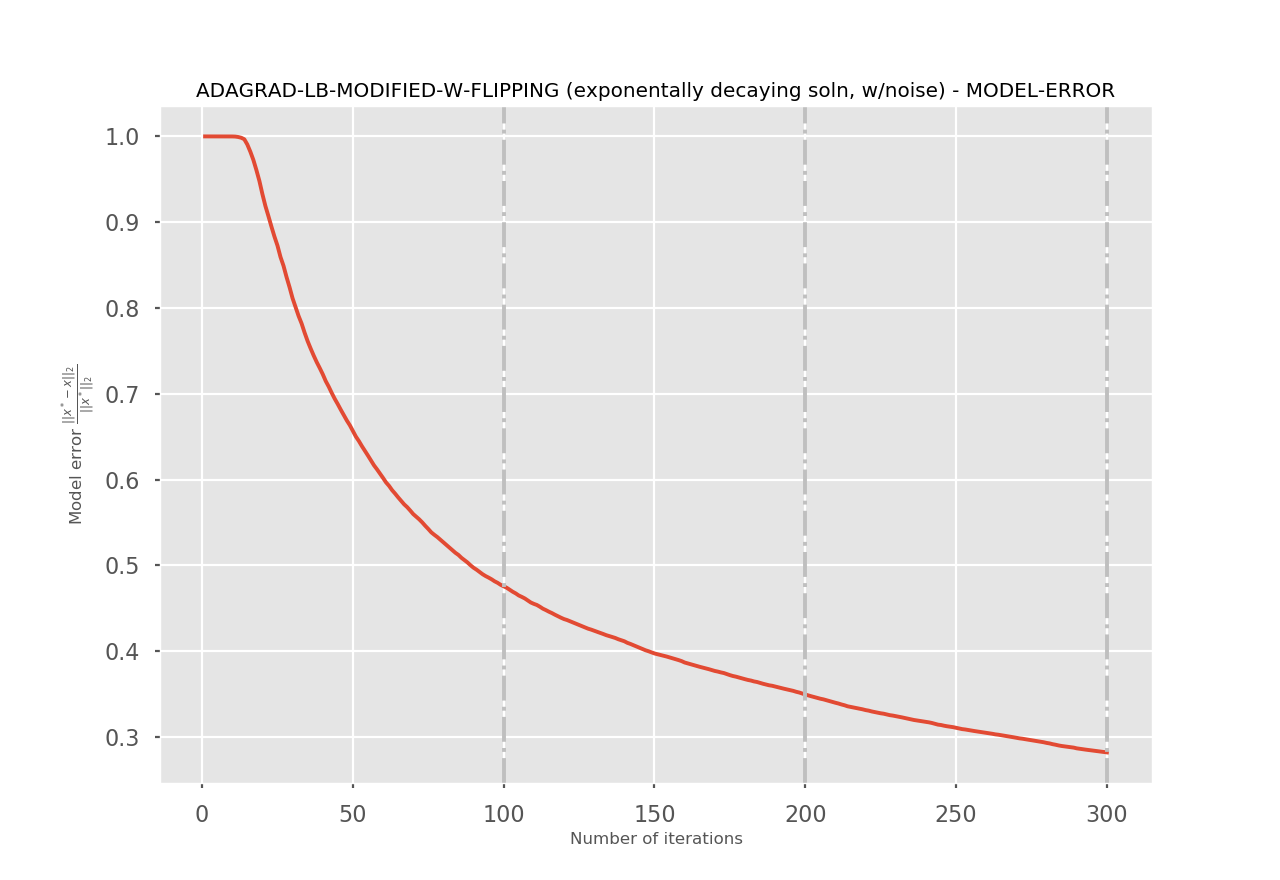 ADAGRAD-LB-MODIFIED-W-FLIPPING (exponentially decaying soln, w/noise) - MODEL-ERROR
1.0
0.9
0.8
0.7
0.6
0.5
0.4
0.3
Model error ||x* − x||₂ / ||x*||₂
0 50 100 150 200 250 300
Number of iterations